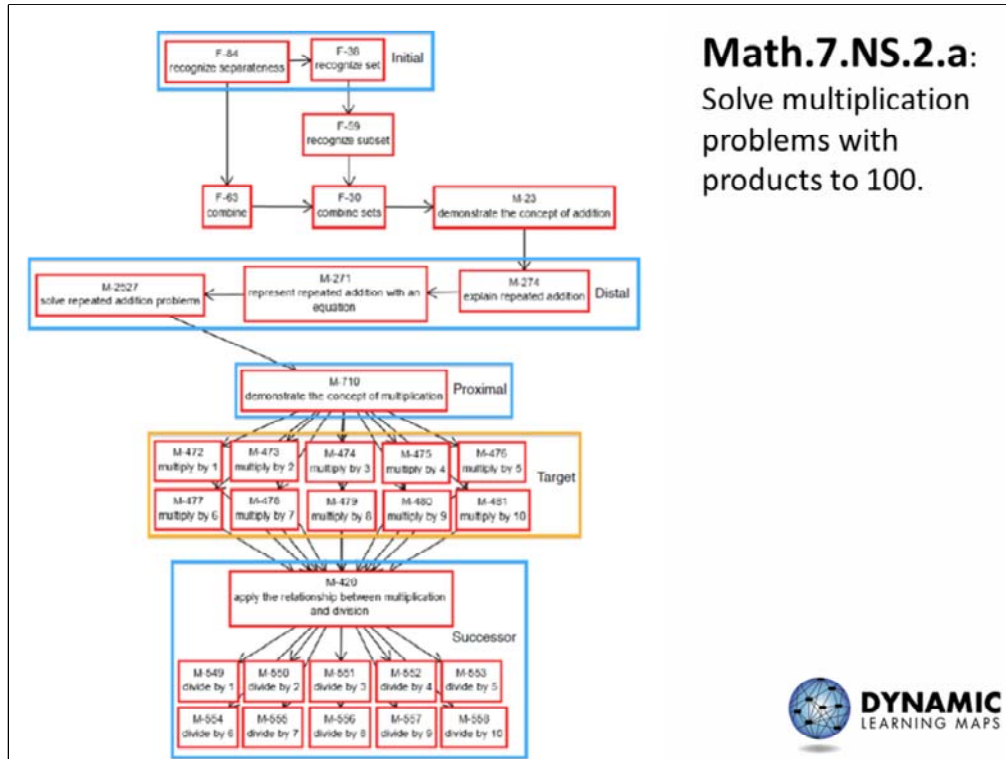 Math.7.NS.2.a:
Solve multiplication
problems with
products to 100.
F-84
recognize separateness
F-38
recognize set
Initial
F-59
recognize subset
F-63
combine
F-30
combine sets
M-23
demonstrate the concept of addition
M-2527
solve repeated addition problems
M-271
represent repeated addition with an
equation
M-274
explain repeated addition
Distal
M-710
demonstrate the concept of multiplication
Proximal
M-472
multiply by 1
M-473
multiply by 2
M-474
multiply by 3
M-475
multiply by 4
M-476
multiply by 5
Target
M-477
multiply by 6
M-478
multiply by 7
M-479
multiply by 8
M-480
multiply by 9
M-481
multiply by 10
M-420
apply the relationship between multiplication
and division
Successor
M-549
divide by 1
M-550
divide by 2
M-551
divide by 3
M-552
divide by 4
M-553
divide by 5
M-554
divide by 6
M-555
divide by 7
M-556
divide by 8
M-557
divide by 9
M-558
divide by 10
DYNAMIC
LEARNING MAPS